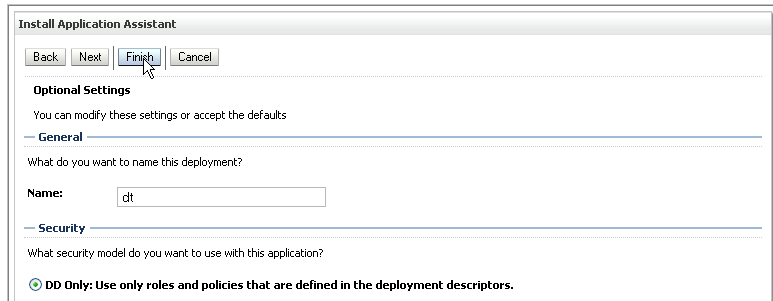 Install Application Assistant
Back Next Finish Cancel
Optional Settings
You can modify these settings or accept the defaults
General
What do you want to name this deployment?
Name: dt
Security
What security model do you want to use with this application?
DD Only: Use only roles and policies that are defined in the deployment descriptors.